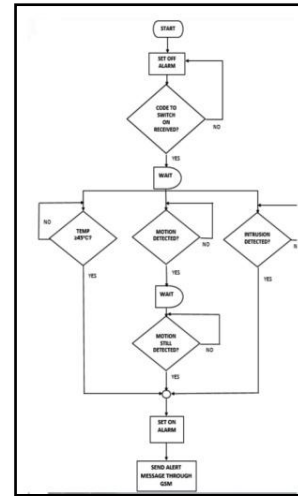 START
SET OFF
ALARM
CODE TO
SWITCH
ON
RECEIVED?
NO
YES
WAIT
NO
TEMP
≥45°C?
YES
MOTION
DETECTED?
NO
YES
INTRUSION
DETECTED?
YES
WAIT
MOTION
STILL
DETECTED?
NO
YES
SET ON
ALARM
SEND ALERT
MESSAGE THROUGH
GSM